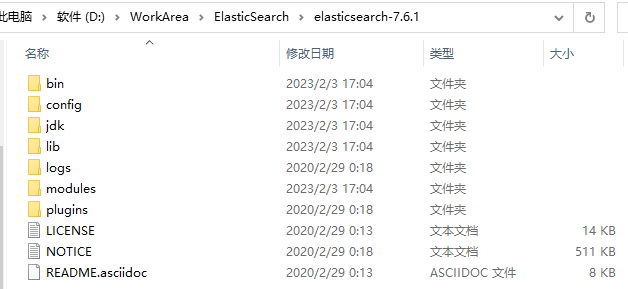 此电脑 > 软件 (D:) > WorkArea > ElasticSearch > elasticsearch-7.6.1
名称 修改日期 类型 大小
bin 2023/2/3 17:04 文件夹
config 2023/2/3 17:04 文件夹
jdk 2023/2/3 17:04 文件夹
lib 2023/2/3 17:04 文件夹
logs 2020/2/29 0:18 文件夹
modules 2023/2/3 17:04 文件夹
plugins 2020/2/29 0:18 文件夹
LICENSE 2020/2/29 0:13 文本文档 14 KB
NOTICE 2020/2/29 0:18 文本文档 511 KB
README.asciidoc 2020/2/29 0:13 ASCIIDOC 文件 8 KB